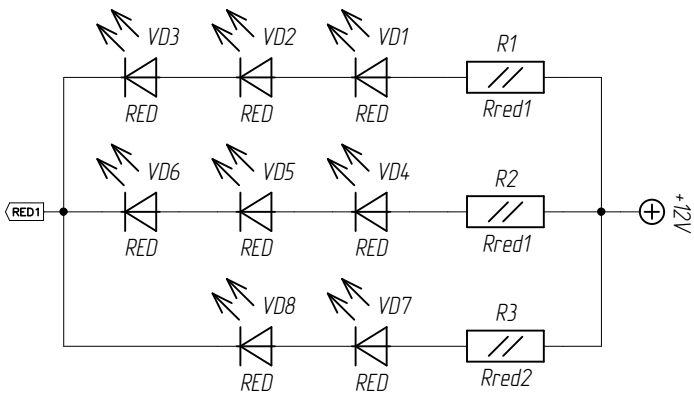 VD3
VD2
VD1
R1
RED
RED
RED
Rred1
VD6
VD5
VD4
R2
RED1
+12V
RED
RED
RED
Rred1
VD8
VD7
R3
RED
RED
Rred2